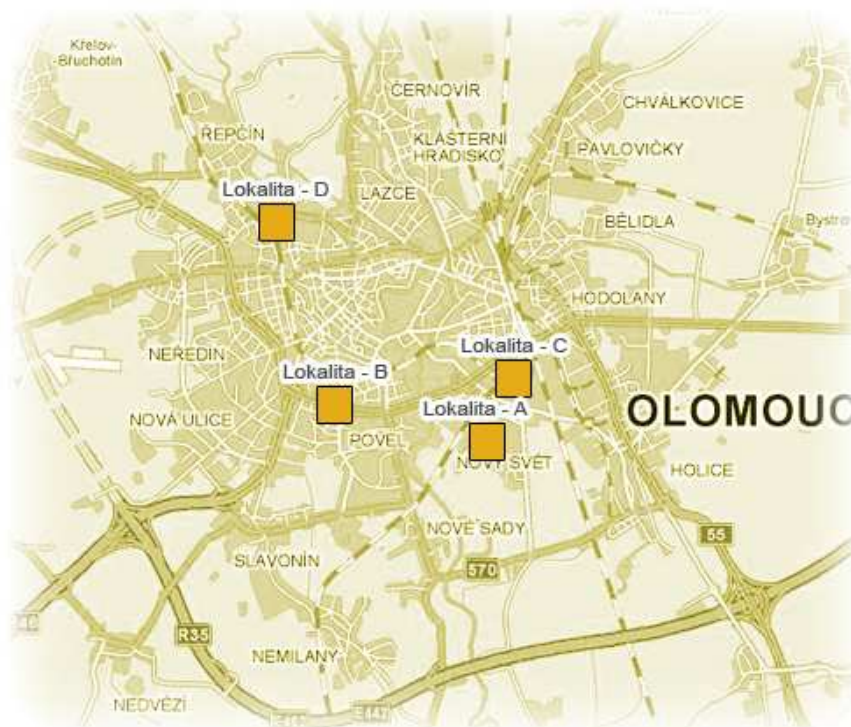 Křelov-
Břuchotín
ČERNOVÍR
CHVÁLKOVICE
ŘEPČÍN
KLÁŠTERNÍ
HRADISKO
PAVLOVIČKY
Lokalita - D
LAZCE
BĚLIDLA
HODOLANY
Lokalita - C
NEŘEDÍN
Lokalita - B
Lokalita - A
OLOMOUC
NOVÁ ULICE
POVEL
NOVÝ SVĚT
HOLICE
NOVÉ SADY
55
SLAVONÍN
570
R35
NEMILANY
NEDVĚZÍ
E442